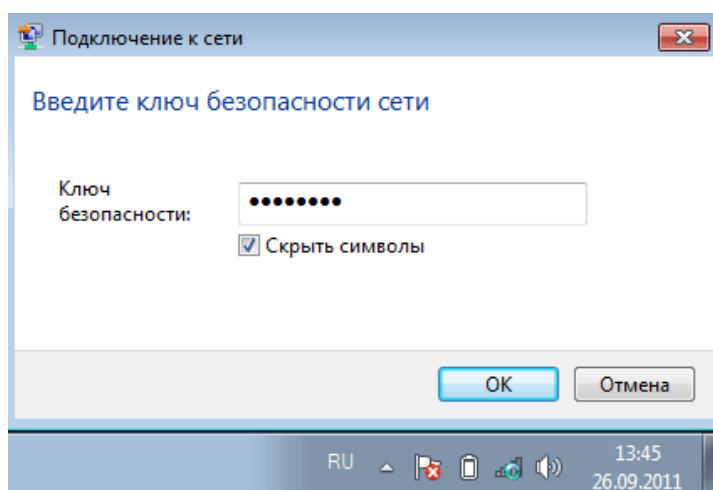 Подключение к сети
Введите ключ безопасности сети
Ключ
безопасности:
••••••••
Скрыть символы
OK
Отмена
RU
13:45
26.09.2011